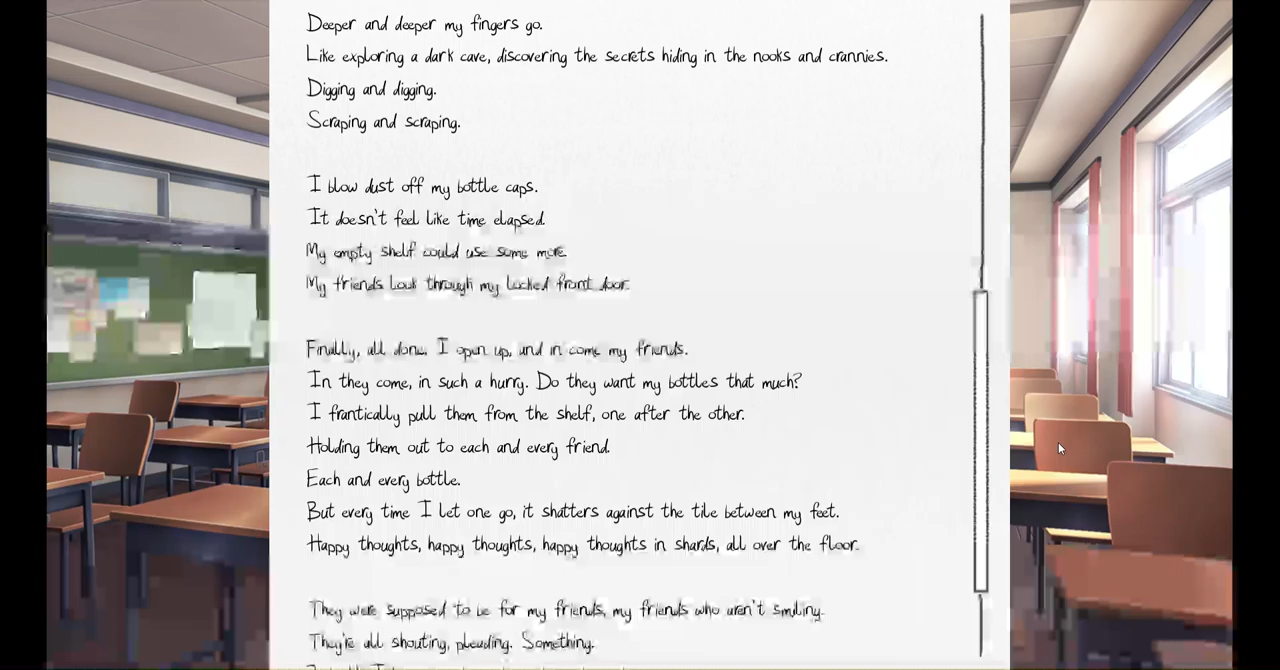 Deeper and deeper my fingers go.
Like exploring a dark cave, discovering the secrets hiding in the nooks and crannies.
Digging and digging.
Scraping and scraping.
I blow dust off my bottle caps.
It doesn't feel like time elapsed.
My empty shelf could use some more.
My friends look through my locked front door.
Finally, all done. I open up, and in come my friends.
In they come, in such a hurry. Do they want my bottles that much?
I frantically pull them from the shelf, one after the other.
Holding them out to each and every friend.
Each and every bottle.
But every time I let one go, it shatters against the tile between my feet.
Happy thoughts, happy thoughts, happy thoughts in shards, all over the floor.
They were supposed to be for my friends, my friends who aren't smiling.
They're all shouting, pleading. Something.